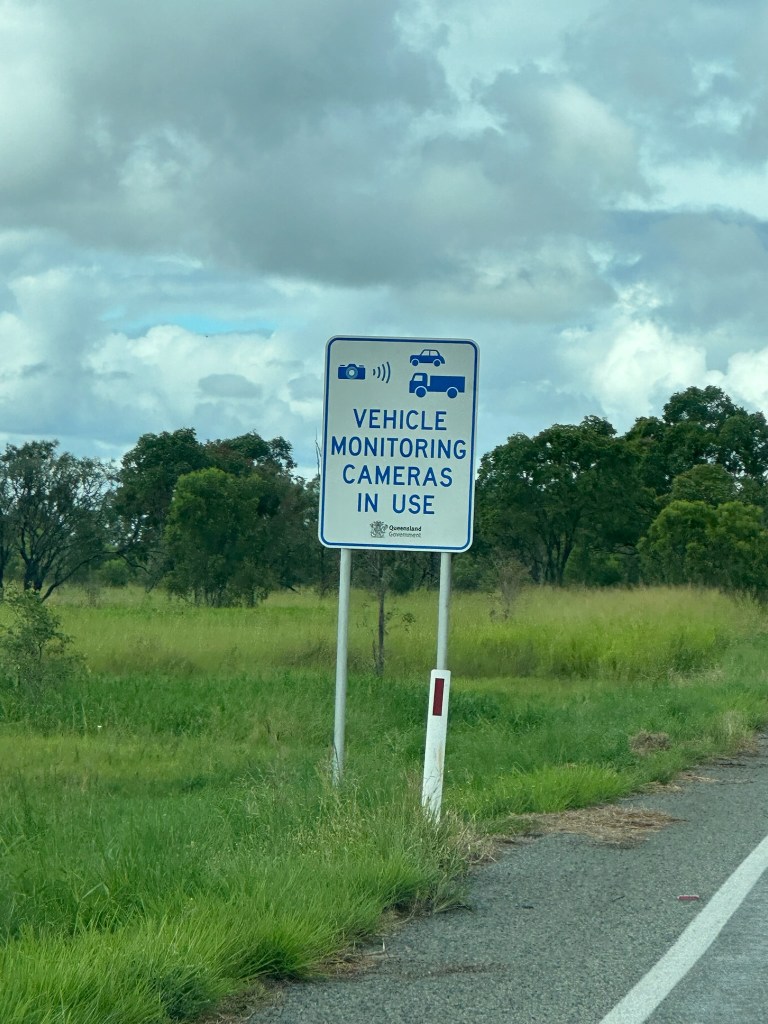 VEHICLE
MONITORING
CAMERAS
IN USE
Queensland
Government